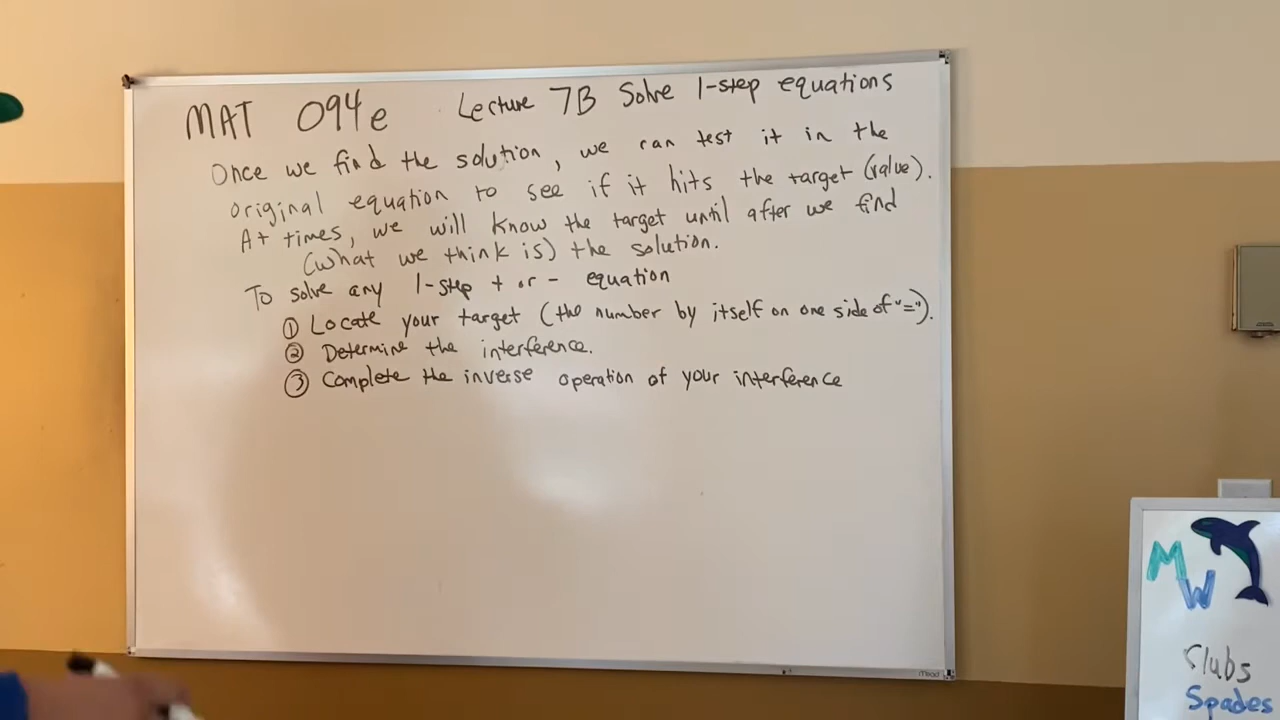 MAT 094e Lecture 7B Solve 1-step equations
Once we find the solution, we can test it in the
original equation to see if it hits the target (value).
At times, we will know the target until after we find
(what we think is) the solution.
To solve any 1-step + or - equation
① Locate your target (the number by itself on one side of "=").
② Determine the interference.
③ Complete the inverse operation of your interference
Mead
MW
Clubs
Spades